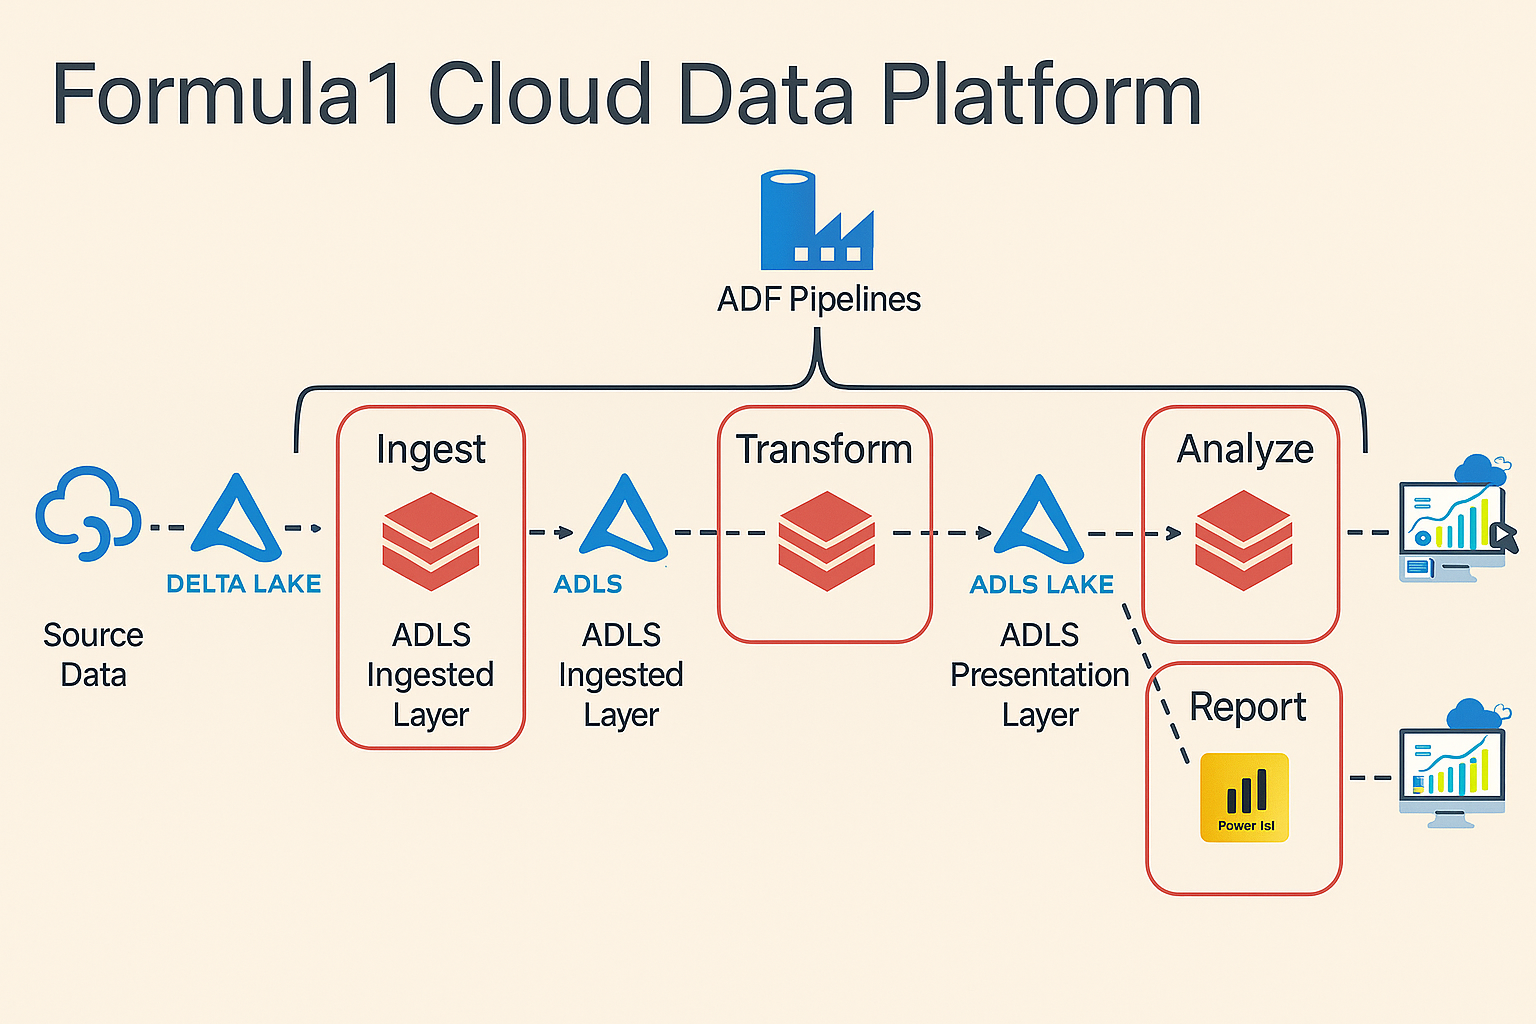 Formula1 Cloud Data Platform
ADF Pipelines
Source
Data
DELTA LAKE
Ingest
ADLS
Ingested
Layer
ADLS
ADLS
Ingested
Layer
Transform
ADLS LAKE
ADLS
Presentation
Layer
Analyze
Report
Power IsI